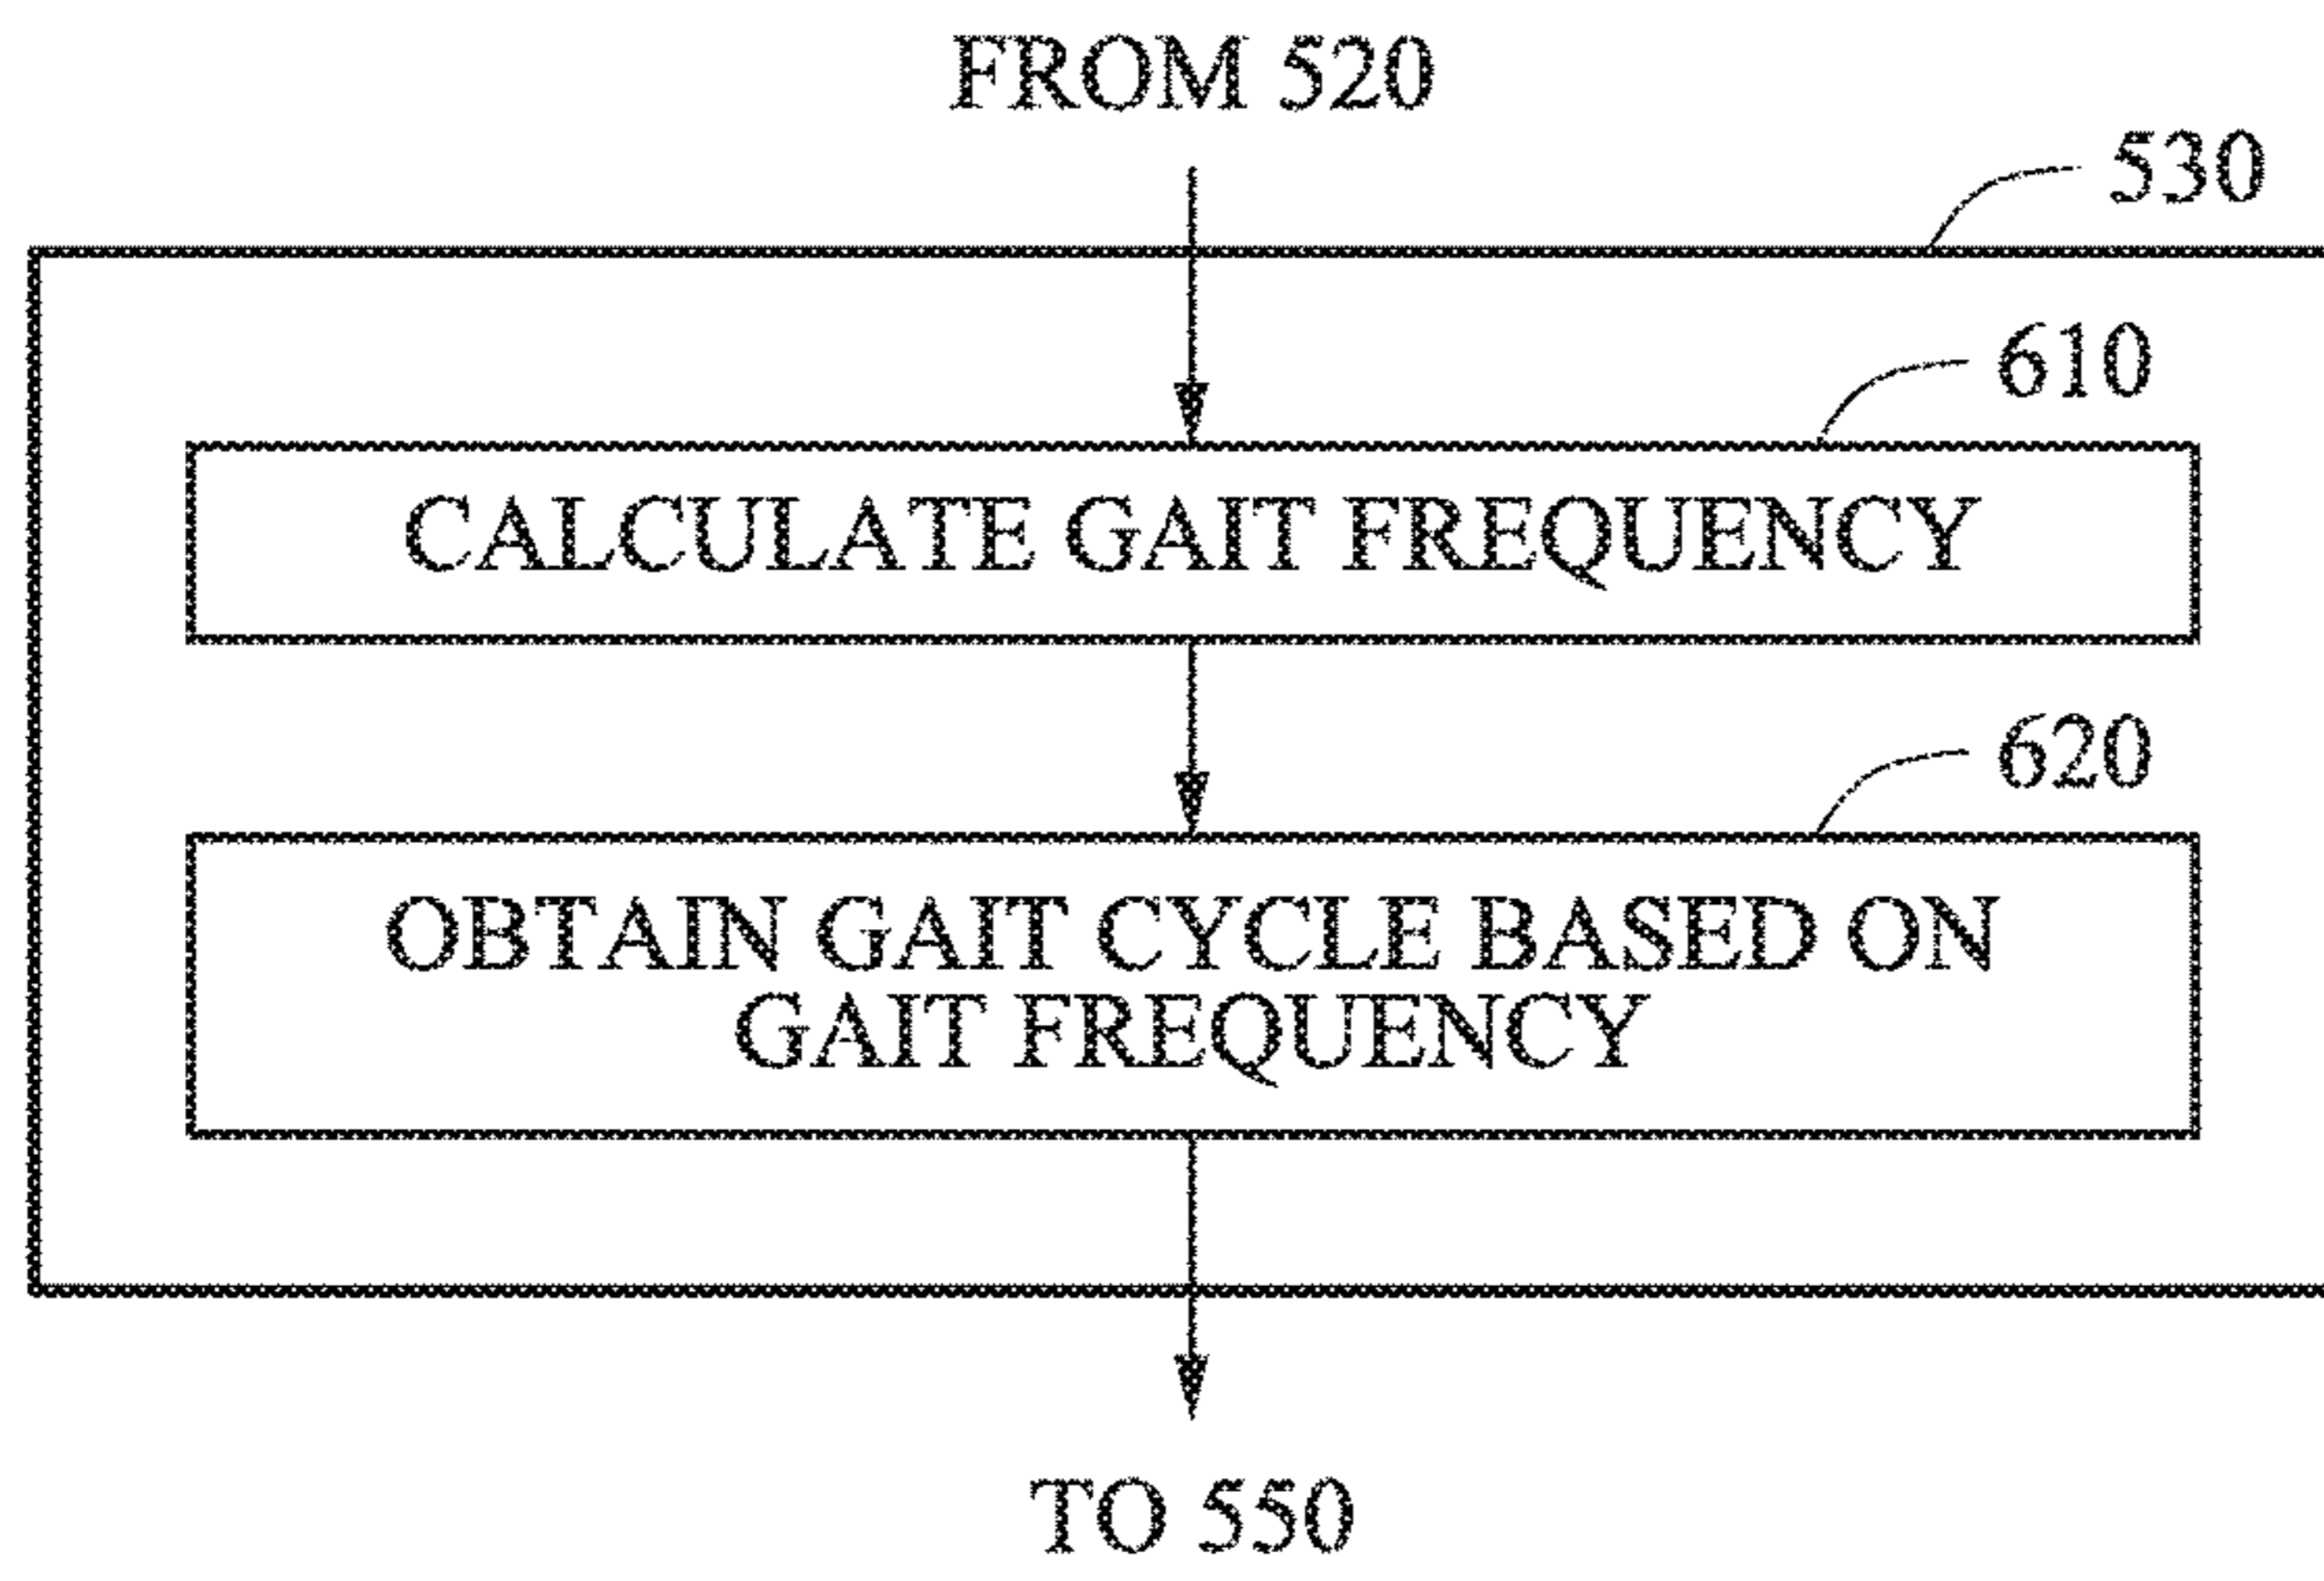 FROM 520
530
610
CALCULATE GAIT FREQUENCY
620
OBTAIN GAIT CYCLE BASED ON
GAIT FREQUENCY
TO 550